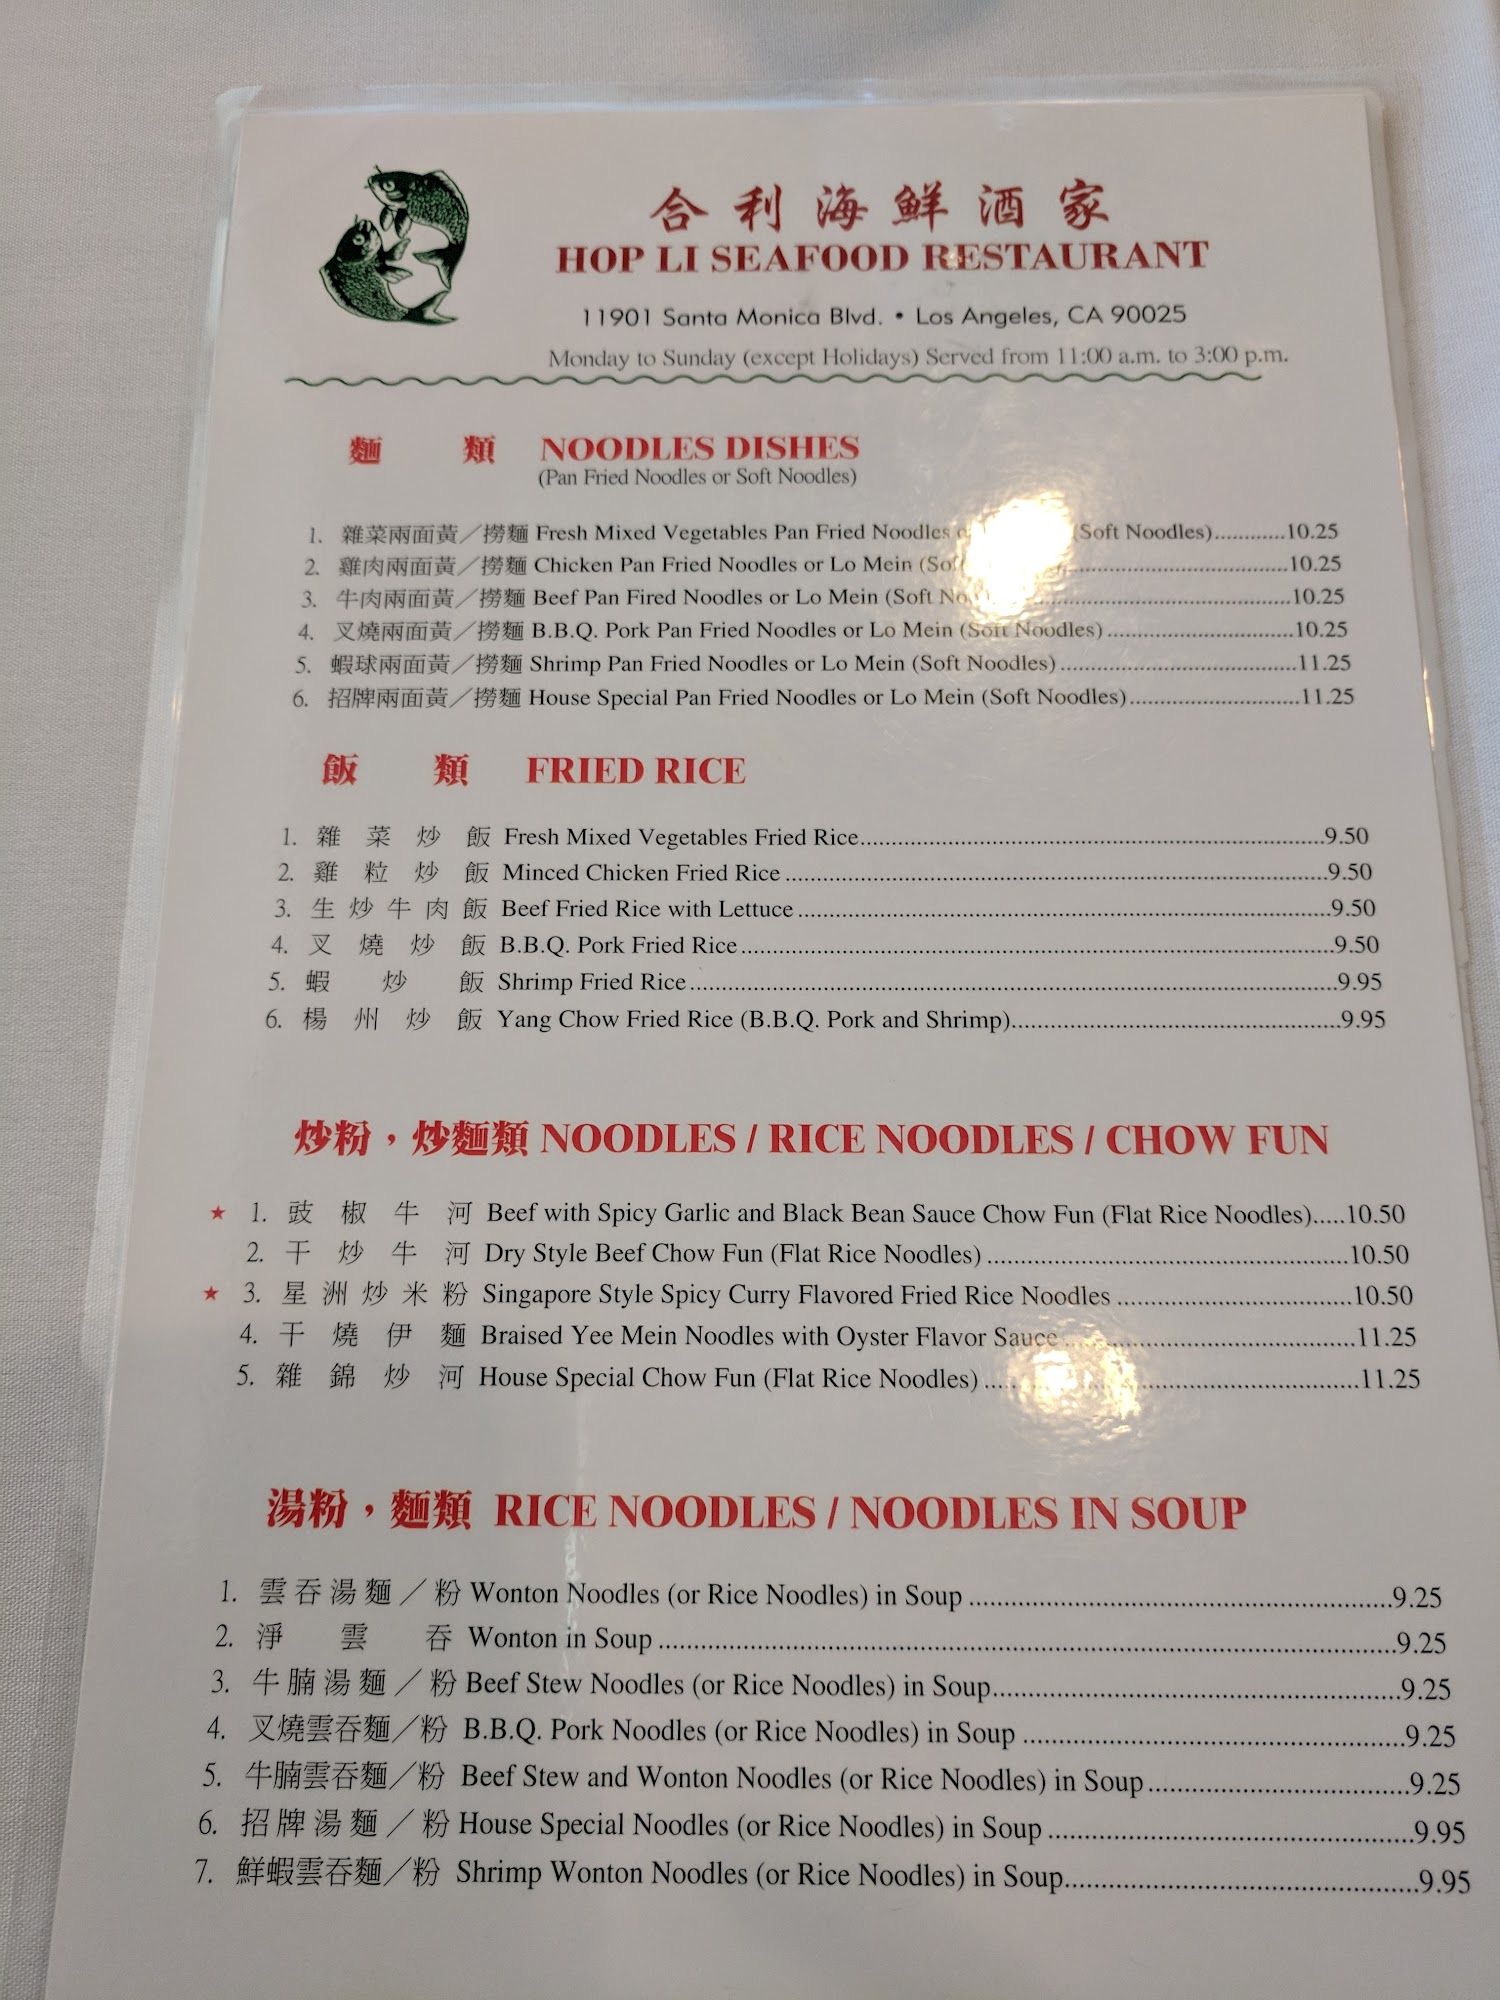 合利海鮮酒家
HOP LI SEAFOOD RESTAURANT
11901 Santa Monica Blvd. • Los Angeles, CA 90025
Monday to Sunday (except Holidays) Served from 11:00 a.m. to 3:00 p.m.
麵 類 NOODLES DISHES
(Pan Fried Noodles or Soft Noodles)
1. 雜菜兩面黃／撈麵 Fresh Mixed Vegetables Pan Fried Noodles (Soft Noodles)............10.25
2. 雞肉兩面黃／撈麵 Chicken Pan Fried Noodles or Lo Mein ....................10.25
3. 牛肉兩面黃／撈麵 Beef Pan Fired Noodles or Lo Mein (Soft ....................10.25
4. 叉燒兩面黃／撈麵 B.B.Q. Pork Pan Fried Noodles or Lo Mein (Soft Noodles)....................10.25
5. 蝦球兩面黃／撈麵 Shrimp Pan Fried Noodles or Lo Mein (Soft Noodles)....................11.25
6. 招牌兩面黃／撈麵 House Special Pan Fried Noodles or Lo Mein (Soft Noodles)....................11.25
飯 類 FRIED RICE
1. 雜菜炒飯 Fresh Mixed Vegetables Fried Rice....................9.50
2. 雞粒炒飯 Minced Chicken Fried Rice....................9.50
3. 生炒牛肉飯 Beef Fried Rice with Lettuce....................9.50
4. 叉燒炒飯 B.B.Q. Pork Fried Rice....................9.50
5. 蝦炒飯 Shrimp Fried Rice....................9.95
6. 楊州炒飯 Yang Chow Fried Rice (B.B.Q. Pork and Shrimp)....................9.95
炒粉，炒麵類 NOODLES / RICE NOODLES / CHOW FUN
★ 1. 豉椒牛河 Beef with Spicy Garlic and Black Bean Sauce Chow Fun (Flat Rice Noodles).....10.50
2. 干炒牛河 Dry Style Beef Chow Fun (Flat Rice Noodles)....................10.50
★ 3. 星洲炒米粉 Singapore Style Spicy Curry Flavored Fried Rice Noodles....................10.50
4. 干燒伊麵 Braised Yee Mein Noodles with Oyster Flavor Sauce....................11.25
5. 雜錦炒河 House Special Chow Fun (Flat Rice Noodles)....................11.25
湯粉，麵類 RICE NOODLES / NOODLES IN SOUP
1. 雲吞湯麵／粉 Wonton Noodles (or Rice Noodles) in Soup....................9.25
2. 淨雲吞 Wonton in Soup....................9.25
3. 牛腩湯麵／粉 Beef Stew Noodles (or Rice Noodles) in Soup....................9.25
4. 叉燒雲吞麵／粉 B.B.Q. Pork Noodles (or Rice Noodles) in Soup....................9.25
5. 牛腩雲吞麵／粉 Beef Stew and Wonton Noodles (or Rice Noodles) in Soup....................9.25
6. 招牌湯麵／粉 House Special Noodles (or Rice Noodles) in Soup....................9.95
7. 鮮蝦雲吞麵／粉 Shrimp Wonton Noodles (or Rice Noodles) in Soup....................9.95